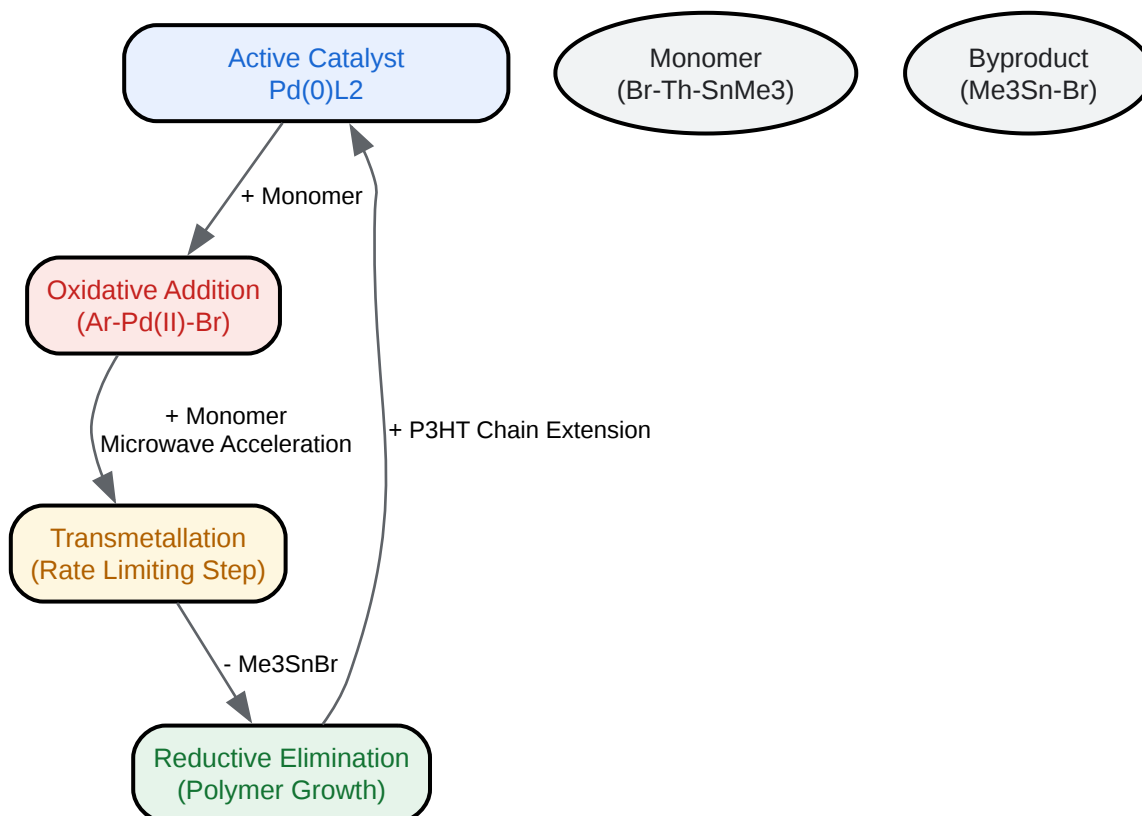 Active Catalyst
Pd(0)L2
Monomer
(Br-Th-SnMe3)
Byproduct
(Me3Sn-Br)
+ Monomer
Oxidative Addition
(Ar-Pd(II)-Br)
+ Monomer
Microwave Acceleration
+ P3HT Chain Extension
Transmetallation
(Rate Limiting Step)
- Me3SnBr
Reductive Elimination
(Polymer Growth)